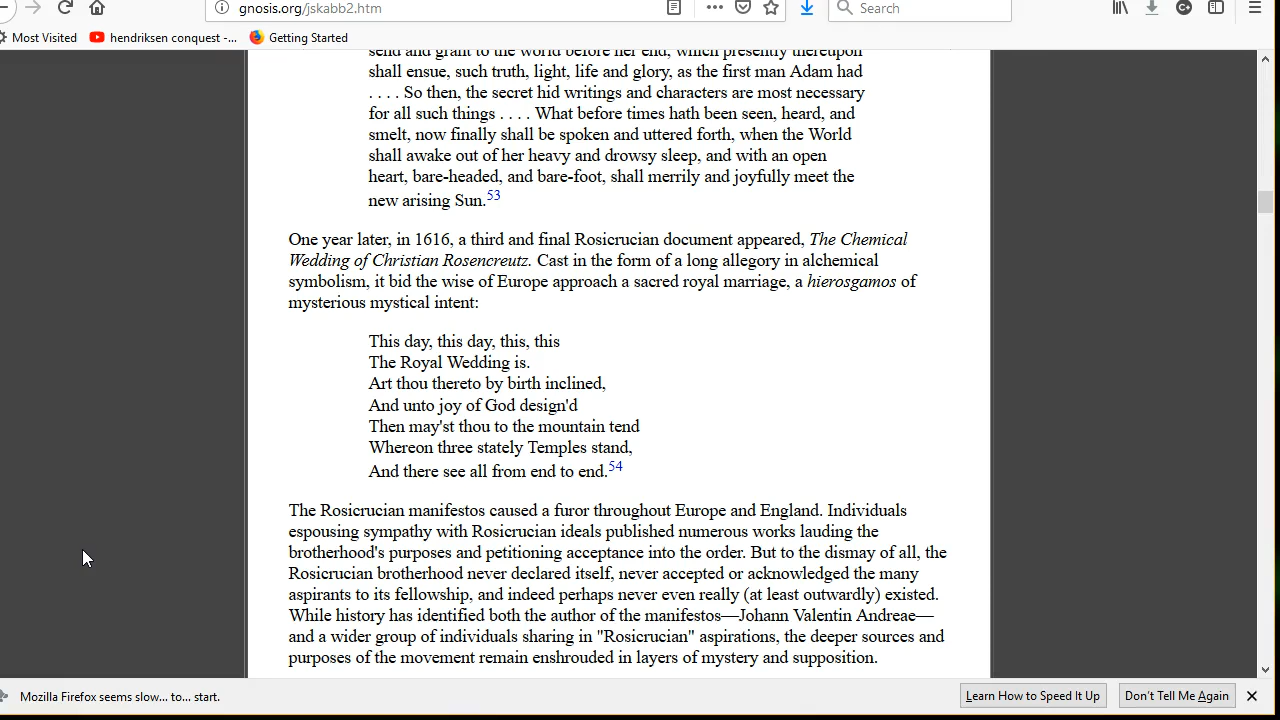 gnosis.org/jskabb2.htm
Search
Most Visited
hendriksen conquest -...
Getting Started
send and grant to the world before her end, which presently thereupon
shall ensue, such truth, light, life and glory, as the first man Adam had
. . . . So then, the secret hid writings and characters are most necessary
for all such things . . . . What before times hath been seen, heard, and
smelt, now finally shall be spoken and uttered forth, when the World
shall awake out of her heavy and drowsy sleep, and with an open
heart, bare-headed, and bare-foot, shall merrily and joyfully meet the
new arising Sun.53
One year later, in 1616, a third and final Rosicrucian document appeared, The Chemical
Wedding of Christian Rosencreutz. Cast in the form of a long allegory in alchemical
symbolism, it bid the wise of Europe approach a sacred royal marriage, a hierosgamos of
mysterious mystical intent:
This day, this day, this, this
The Royal Wedding is.
Art thou thereto by birth inclined,
And unto joy of God design'd
Then may'st thou to the mountain tend
Whereon three stately Temples stand,
And there see all from end to end.54
The Rosicrucian manifestos caused a furor throughout Europe and England. Individuals
espousing sympathy with Rosicrucian ideals published numerous works lauding the
brotherhood's purposes and petitioning acceptance into the order. But to the dismay of all, the
Rosicrucian brotherhood never declared itself, never accepted or acknowledged the many
aspirants to its fellowship, and indeed perhaps never even really (at least outwardly) existed.
While history has identified both the author of the manifestos—Johann Valentin Andreae—
and a wider group of individuals sharing in "Rosicrucian" aspirations, the deeper sources and
purposes of the movement remain enshrouded in layers of mystery and supposition.
Mozilla Firefox seems slow... to... start.
Learn How to Speed It Up
Don't Tell Me Again